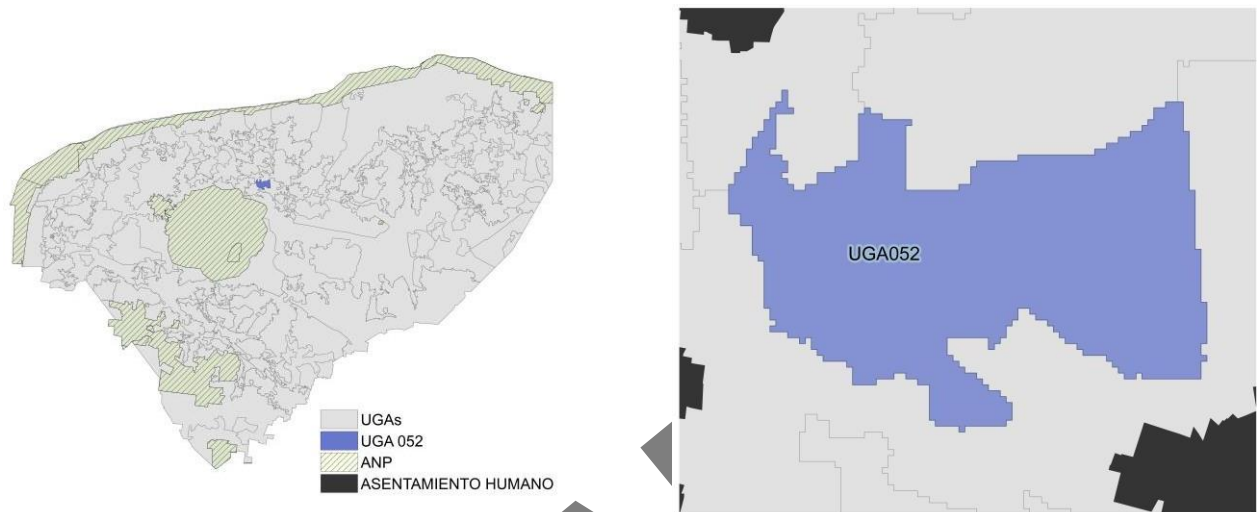 UGAs
UGA 052
ANP
ASENTAMIENTO HUMANO
UGA052